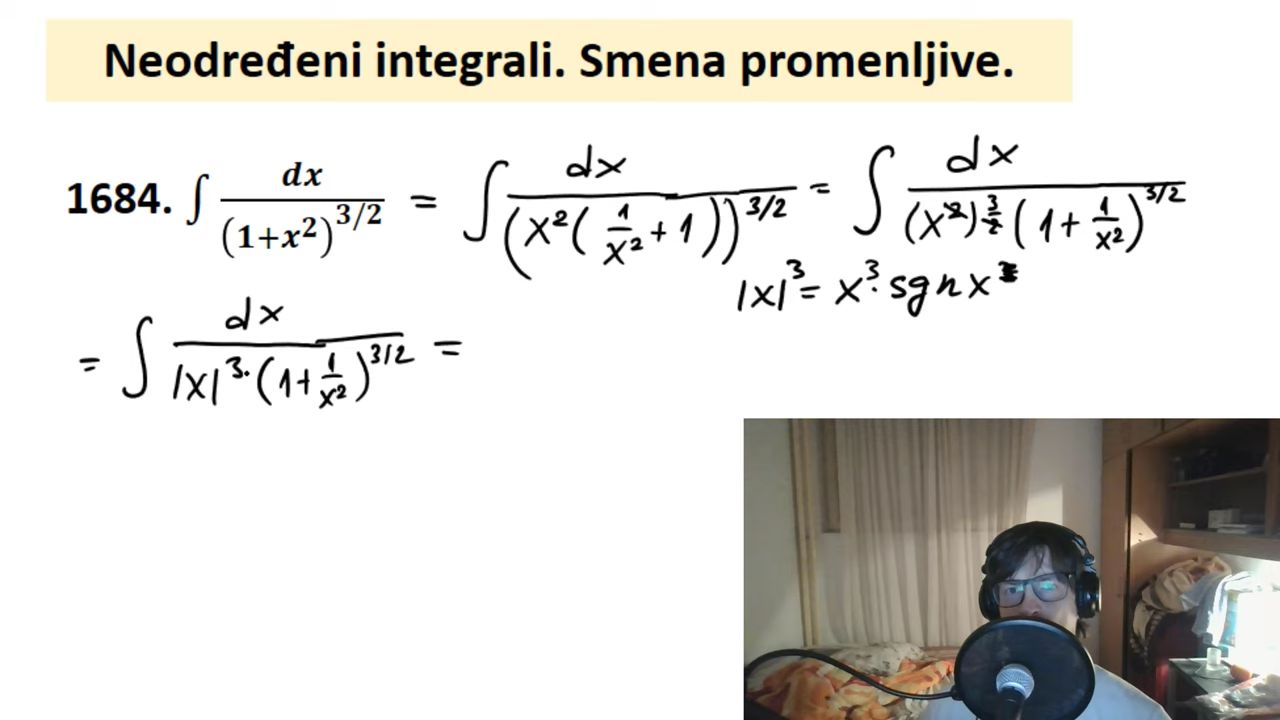 Neodređeni integrali. Smena promenljive.
1684. ∫ dx / (1+x²)^3/2 = ∫ dx / (x²(1/x² + 1))^3/2 = ∫ dx / (x²)^3/2 (1 + 1/x²)^3/2
|x|³ = x³ · sgn x
= ∫ dx / |x|³ · (1 + 1/x²)^3/2 =